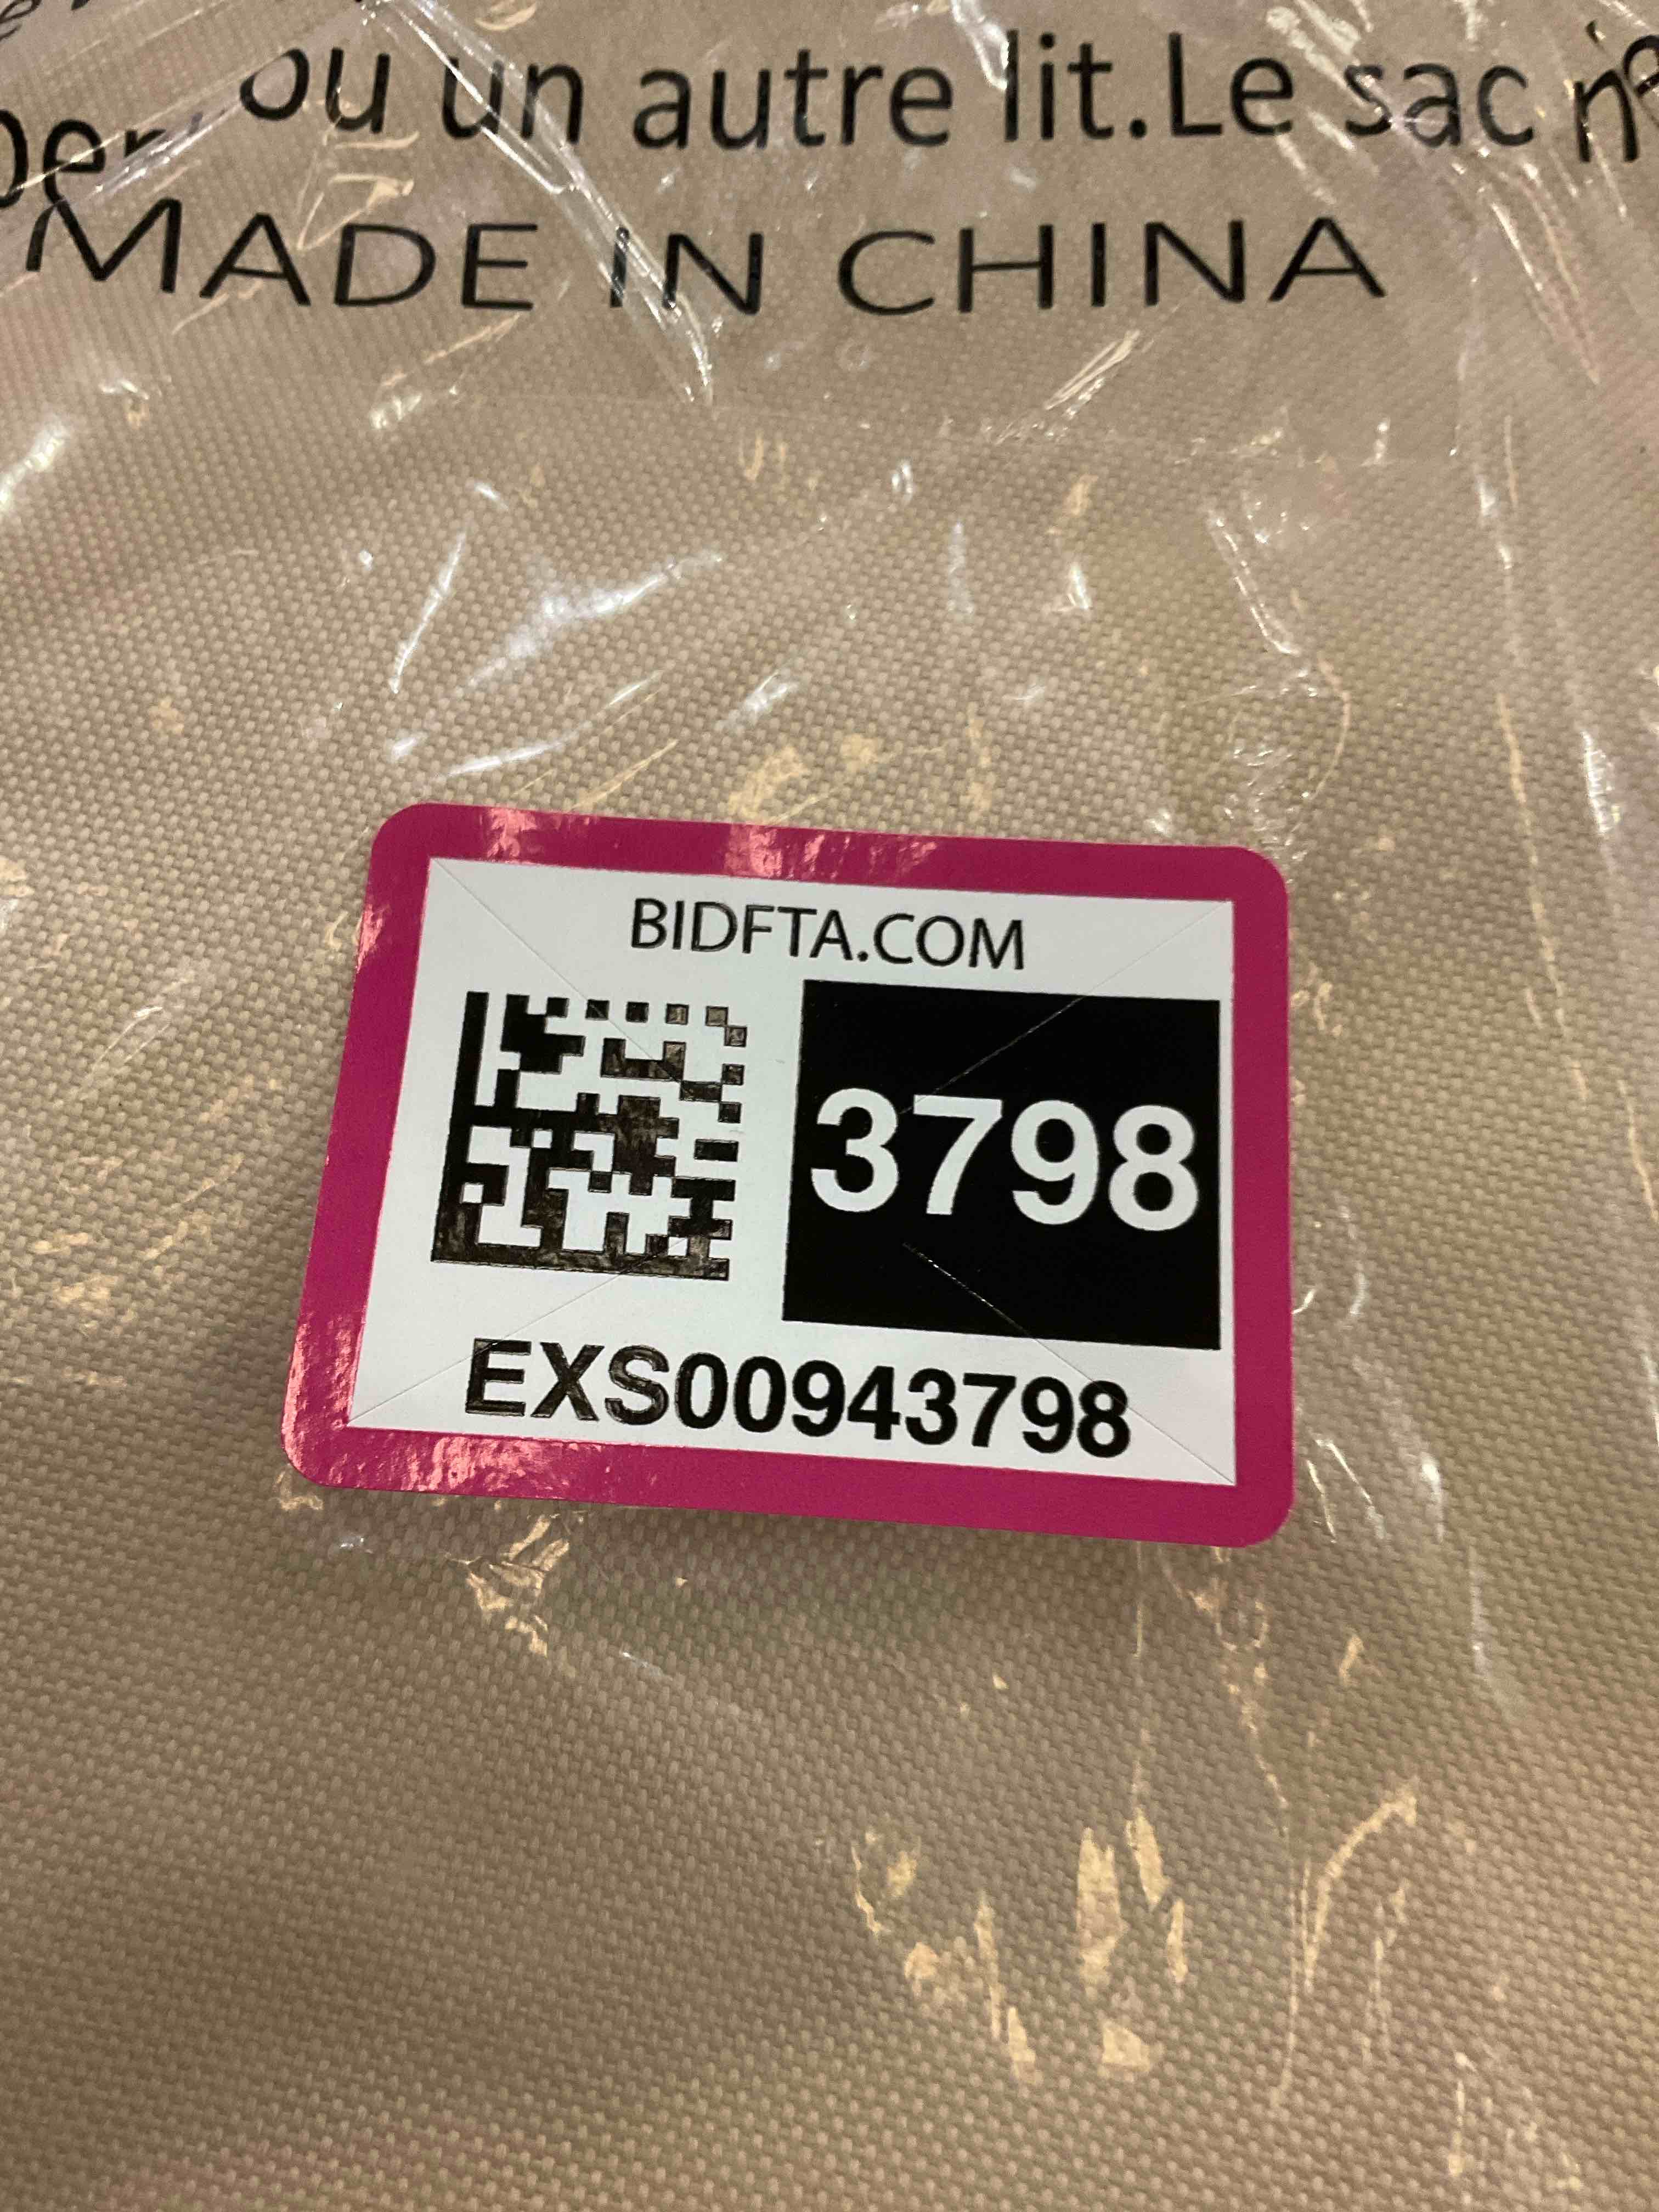 ou un autre lit.Le sac
MADE IN CHINA
BIDFTA.COM
3798
EXS00943798